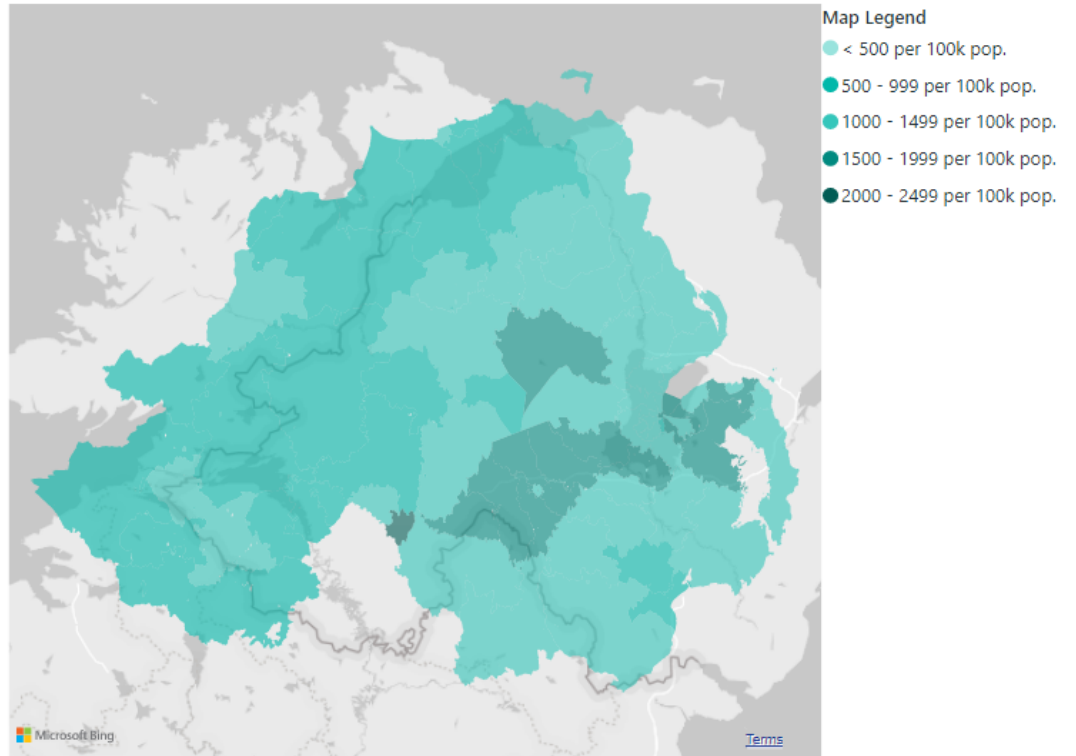 Map Legend
< 500 per 100k pop.
500 - 999 per 100k pop.
1000 - 1499 per 100k pop.
1500 - 1999 per 100k pop.
2000 - 2499 per 100k pop.
Microsoft Bing
Terms